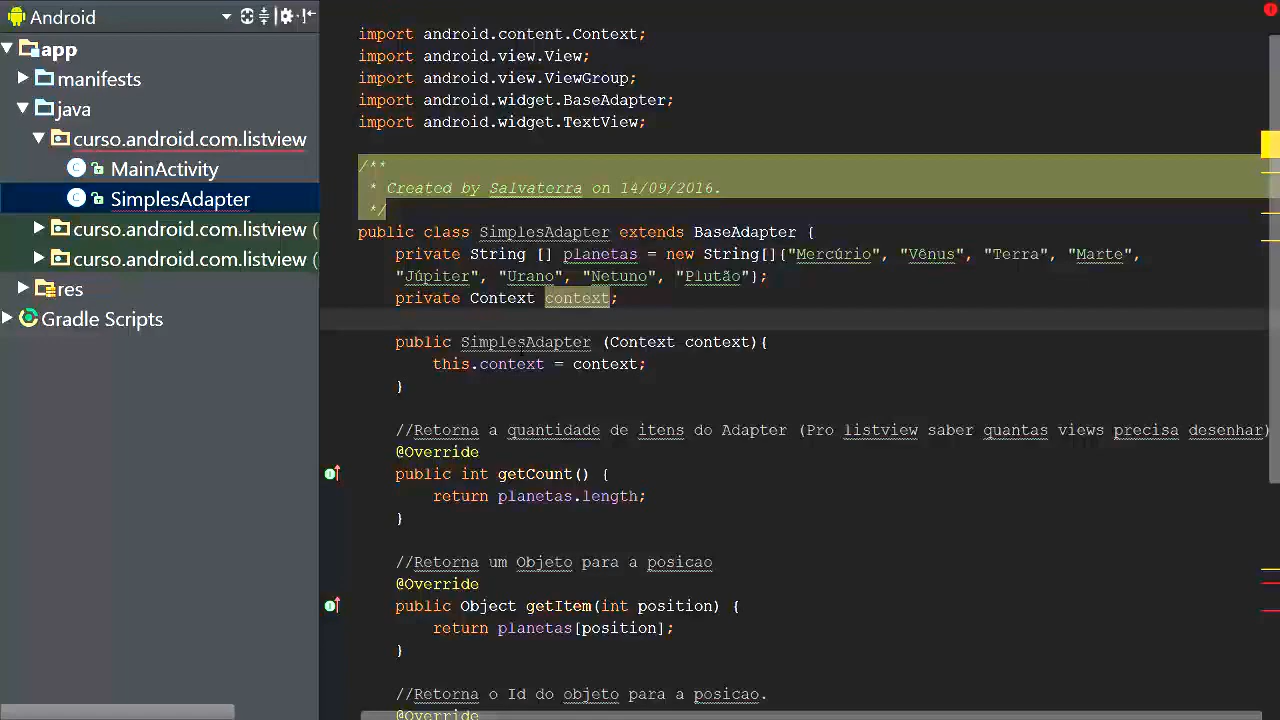 Android
app
manifests
java
curso.android.com.listview
MainActivity
SimplesAdapter
curso.android.com.listview (
curso.android.com.listview (
res
Gradle Scripts
import android.content.Context;
import android.view.View;
import android.view.ViewGroup;
import android.widget.BaseAdapter;
import android.widget.TextView;
/**
* Created by Salvaterra on 14/09/2016.
*/
public class SimplesAdapter extends BaseAdapter {
private String [] planetas = new String[]{"Mercúrio", "Vênus", "Terra", "Marte",
"Júpiter", "Urano", "Netuno", "Plutão"};
private Context context;
public SimplesAdapter (Context context){
this.context = context;
}
//Retorna a quantidade de itens do Adapter (Pro listview saber quantas views precisa desenhar)
@Override
public int getCount() {
return planetas.length;
}
//Retorna um Objeto para a posicao
@Override
public Object getItem(int position) {
return planetas[position];
}
//Retorna o Id do objeto para a posicao.
@Override